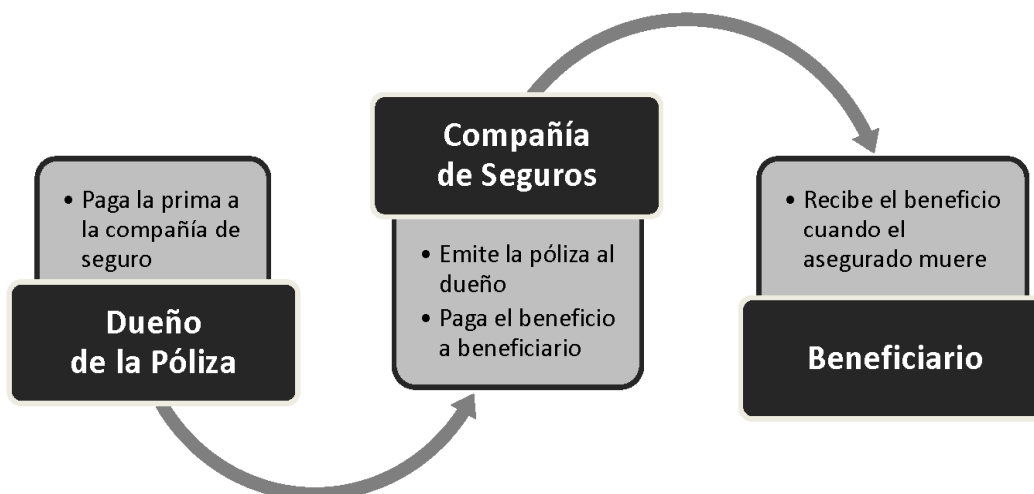 • Paga la prima a
la compañía de
seguro
Dueño
de la Póliza
Compañía
de Seguros
• Emite la póliza al
dueño
• Paga el beneficio
a beneficiario
• Recibe el beneficio
cuando el
asegurado muere
Beneficiario